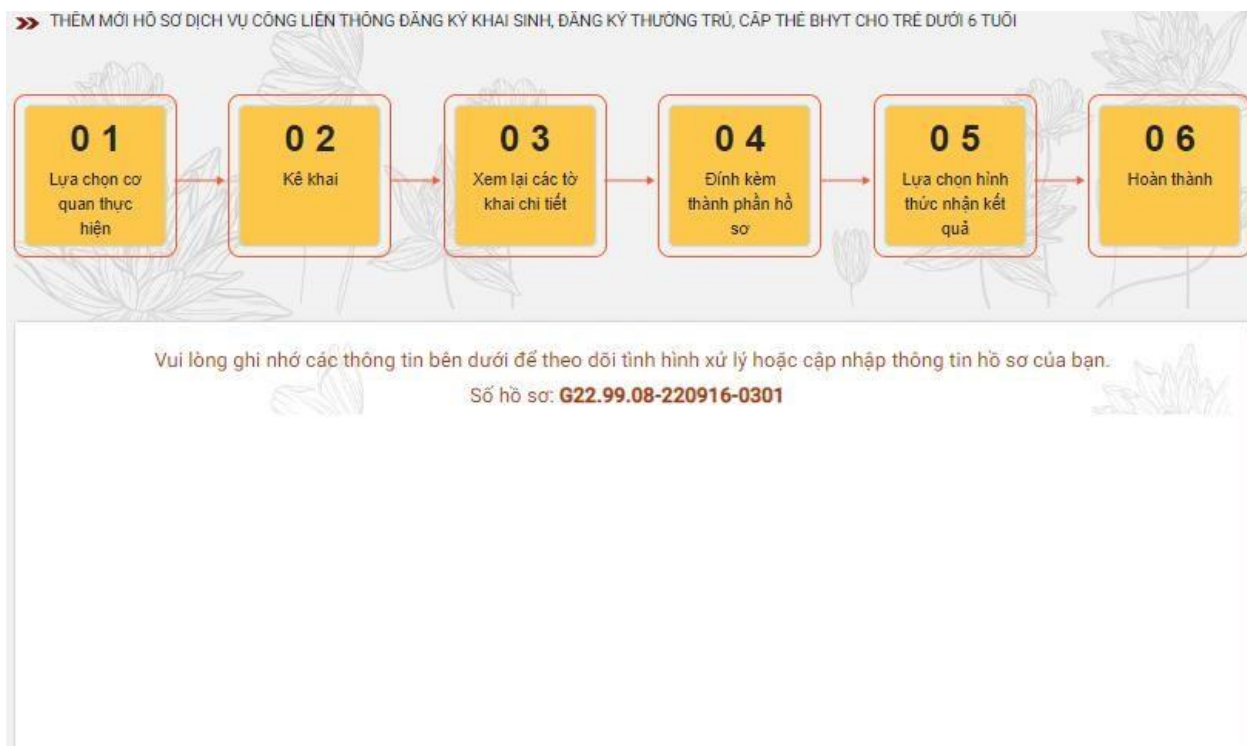 THÊM MỚI HỒ SƠ DỊCH VỤ CÔNG LIÊN THÔNG ĐĂNG KÝ KHAI SINH, ĐĂNG KÝ THƯỜNG TRÚ, CẤP THẺ BHYT CHO TRẺ DƯỚI 6 TUỔI
0 1
Lựa chọn cơ
quan thực
hiện
0 2
Kê khai
0 3
Xem lại các tờ
khai chi tiết
0 4
Đính kèm
thành phần hồ
sơ
0 5
Lựa chọn hình
thức nhận kết
quả
0 6
Hoàn thành
Vui lòng ghi nhớ các thông tin bên dưới để theo dõi tình hình xử lý hoặc cập nhập thông tin hồ sơ của bạn.
Số hồ sơ: G22.99.08-220916-0301